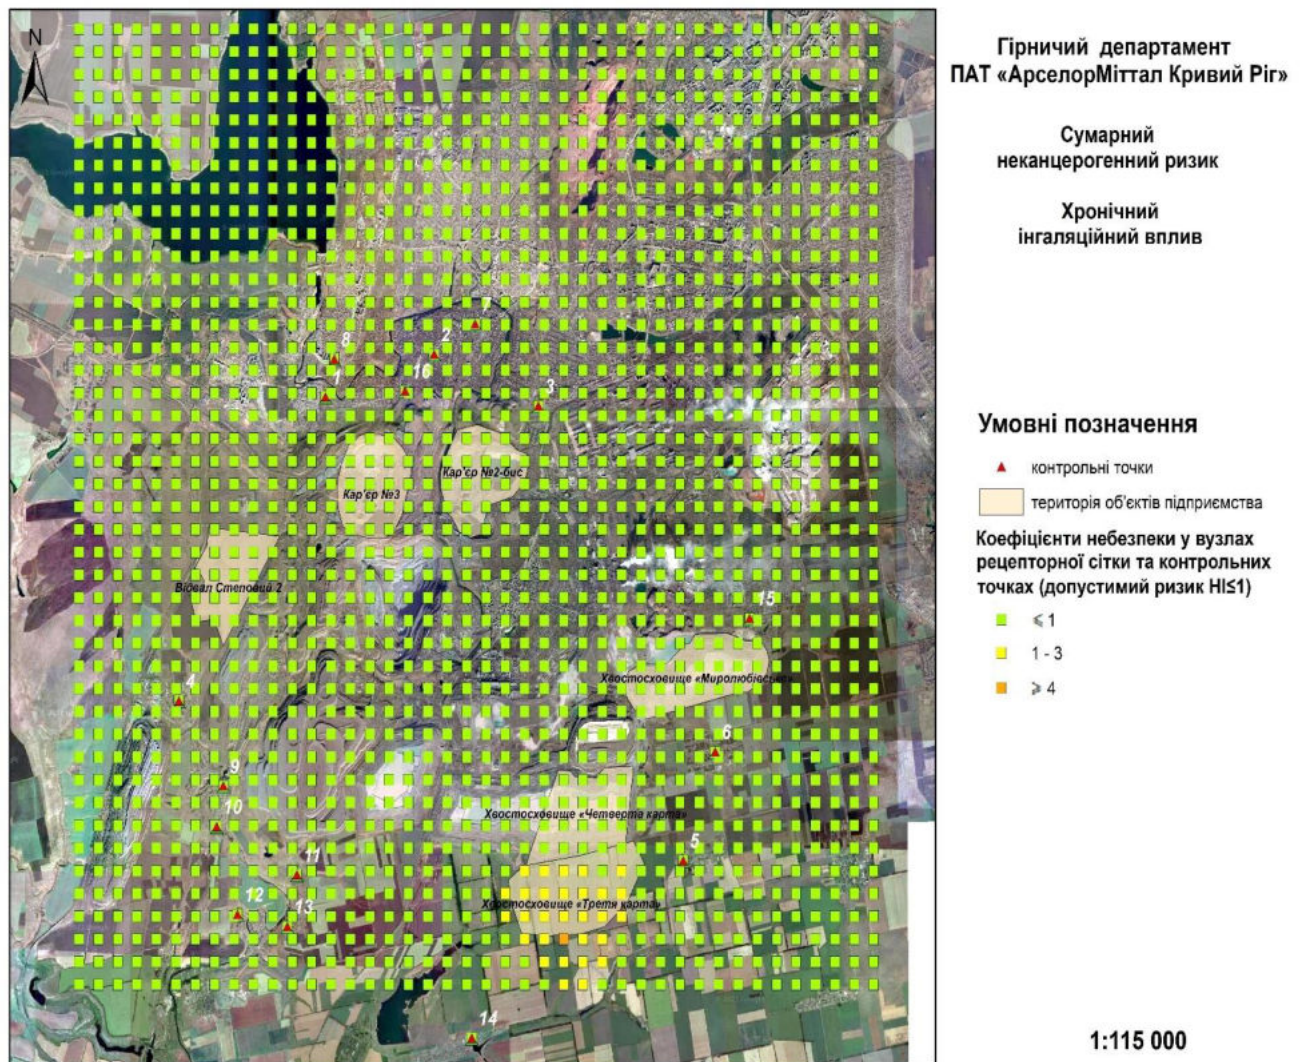 N
Гірничий департамент
ПАТ «АрселорМіттал Кривий Ріг»
Сумарний
неканцерогенний ризик
Хронічний
інгаляційний вплив
7
2
8
16
1
3
Кар'єр №2-бис
Кар'єр №3
Умовні позначення
контрольні точки
територія об'єктів підприємства
Коефіцієнти небезпеки у вузлах
рецепторної сітки та контрольних
точках (допустимий ризик HI≤1)
≤ 1
1 - 3
≥ 4
Відвал Степовий 2
15
Хвостосховище «Миролюбівське»
4
6
9
Хвостосховище «Четверта карта»
10
5
11
Хвостосховище «Третя карта»
12
13
14
1:115 000